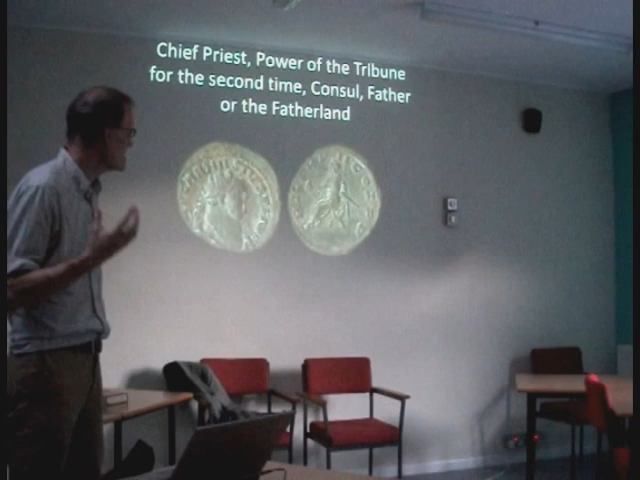 Chief Priest, Power of the Tribune
for the second time, Consul, Father
or the Fatherland